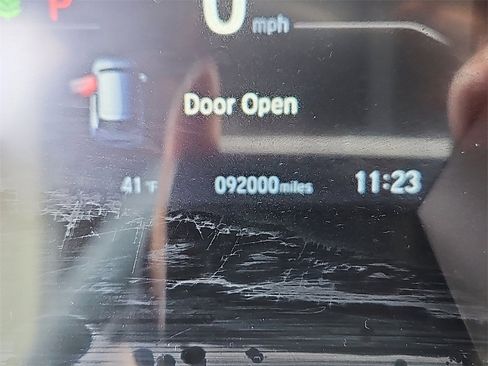 P
0 mph
Door Open
41 °F 092000 miles 11:23